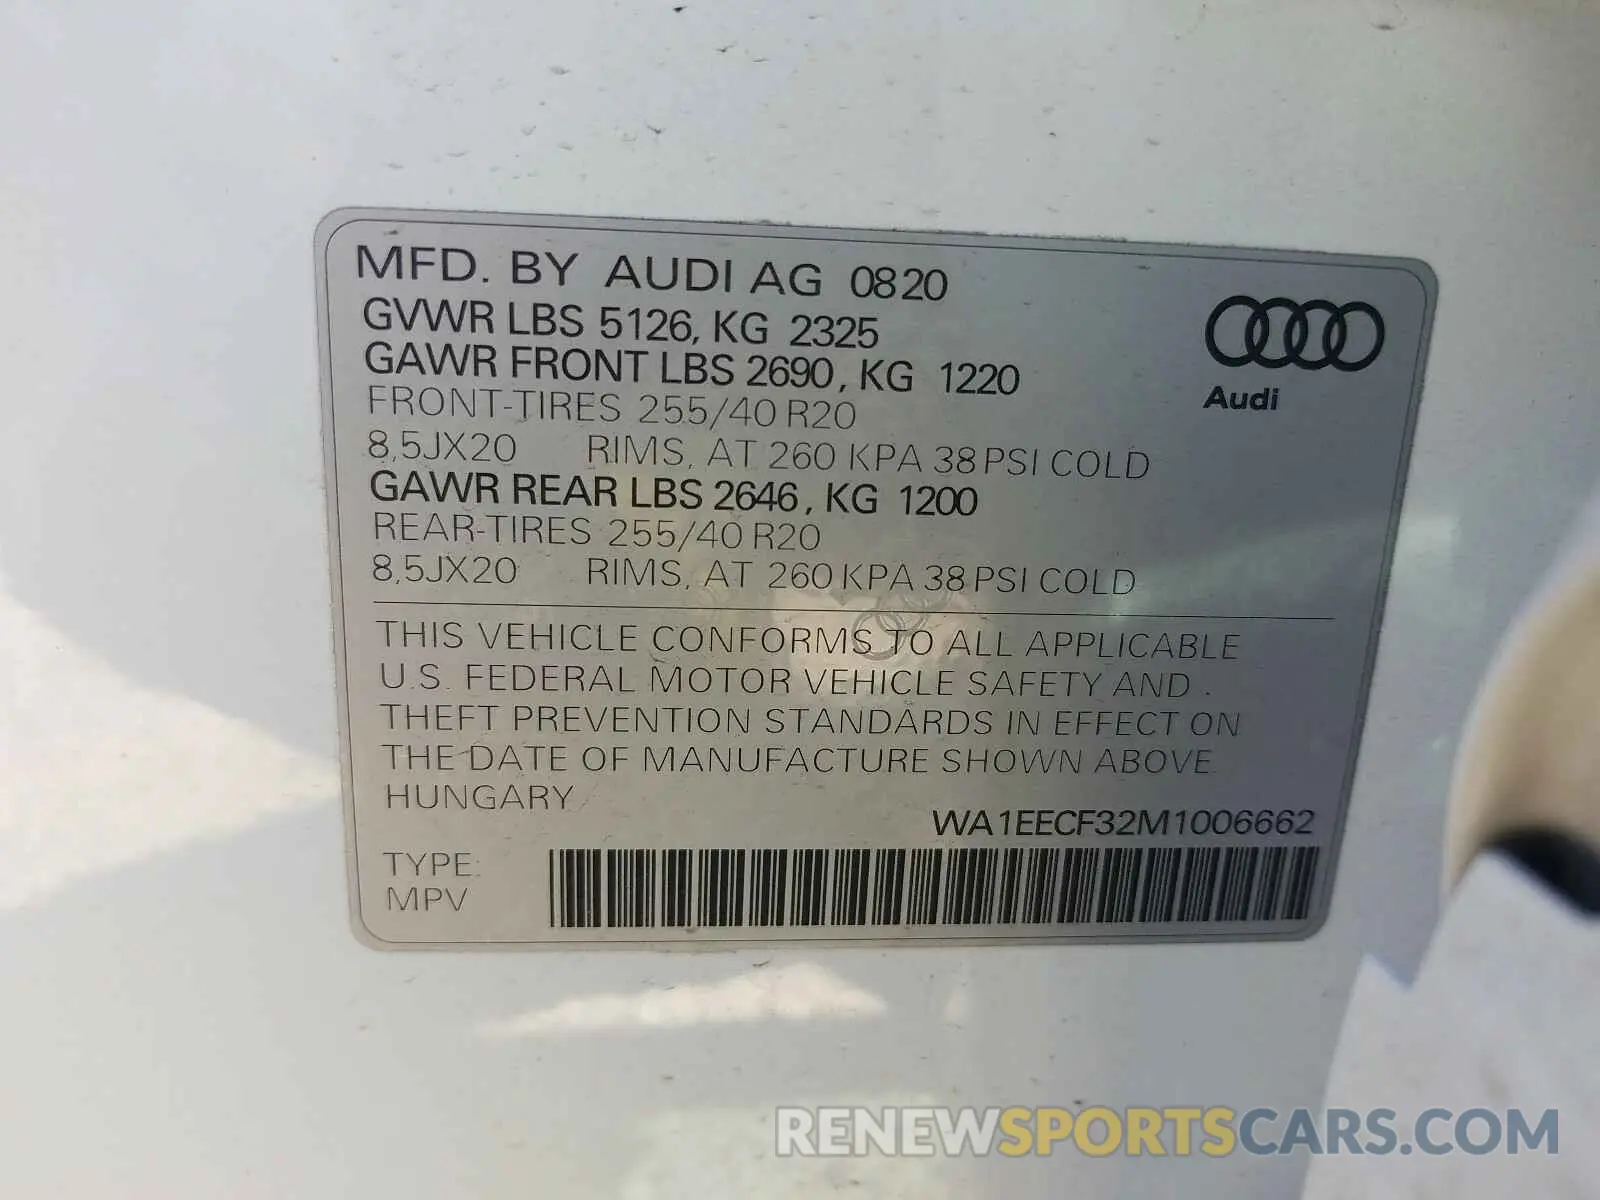 MFD. BY AUDI AG 0820
GVWR LBS 5126, KG 2325
GAWR FRONT LBS 2690, KG 1220
FRONT-TIRES 255/40 R20
8,5JX20 RIMS, AT 260 KPA 38 PSI COLD
GAWR REAR LBS 2646, KG 1200
REAR-TIRES 255/40 R20
8,5JX20 RIMS, AT 260 KPA 38 PSI COLD
Audi
THIS VEHICLE CONFORMS TO ALL APPLICABLE
U.S. FEDERAL MOTOR VEHICLE SAFETY AND
THEFT PREVENTION STANDARDS IN EFFECT ON
THE DATE OF MANUFACTURE SHOWN ABOVE.
HUNGARY
WA1EECF32M1006662
TYPE:
MPV
RENEWSPORTSCARS.COM